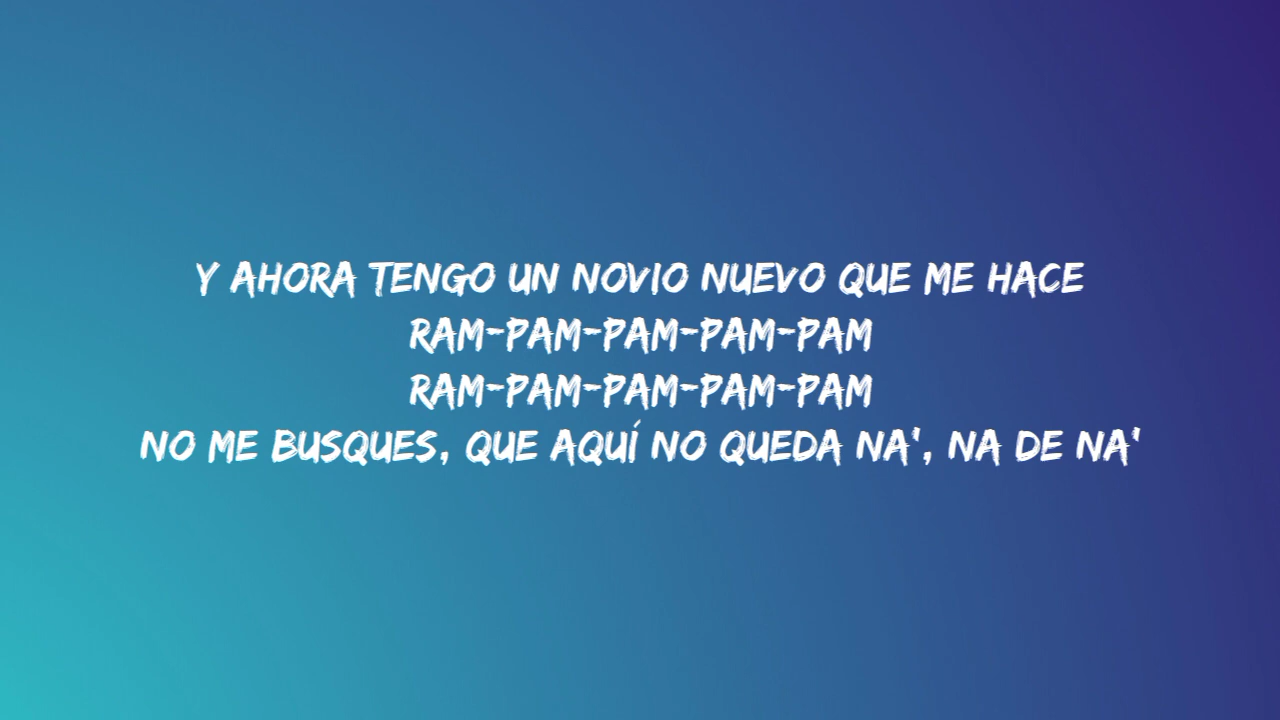 Y AHORA TENGO UN NOVIO NUEVO QUE ME HACE
RAM-PAM-PAM-PAM-PAM
RAM-PAM-PAM-PAM-PAM
NO ME BUSQUES, QUE AQUÍ NO QUEDA NA', NA DE NA'